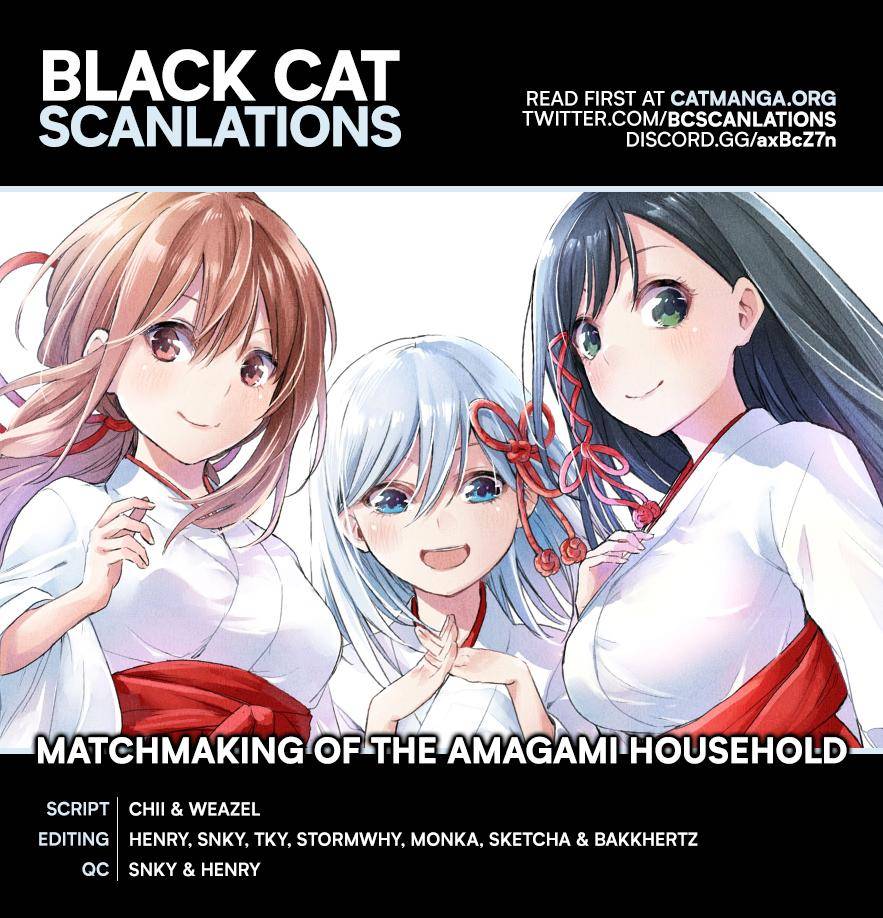 BLACK CAT
SCANLATIONS
READ FIRST AT CATMANGA.ORG
TWITTER.COM/BCSCANLATIONS
DISCORD.GG/axBcZ7n
MATCHMAKING OF THE AMAGAMI HOUSEHOLD
SCRIPT CHII & WEAZEL
EDITING HENRY, SNKY, TKY, STORMWHY, MONKA, SKETCHA & BAKKHERTZ
QC SNKY & HENRY